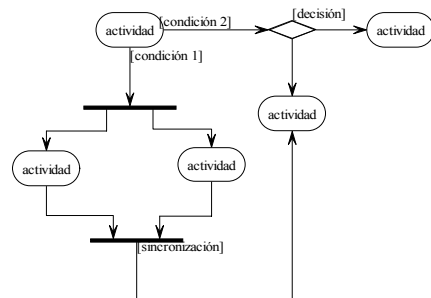 [decisión]
actividad
[condición 2]
actividad
[condición 1]
actividad
actividad
actividad
[sincronización]